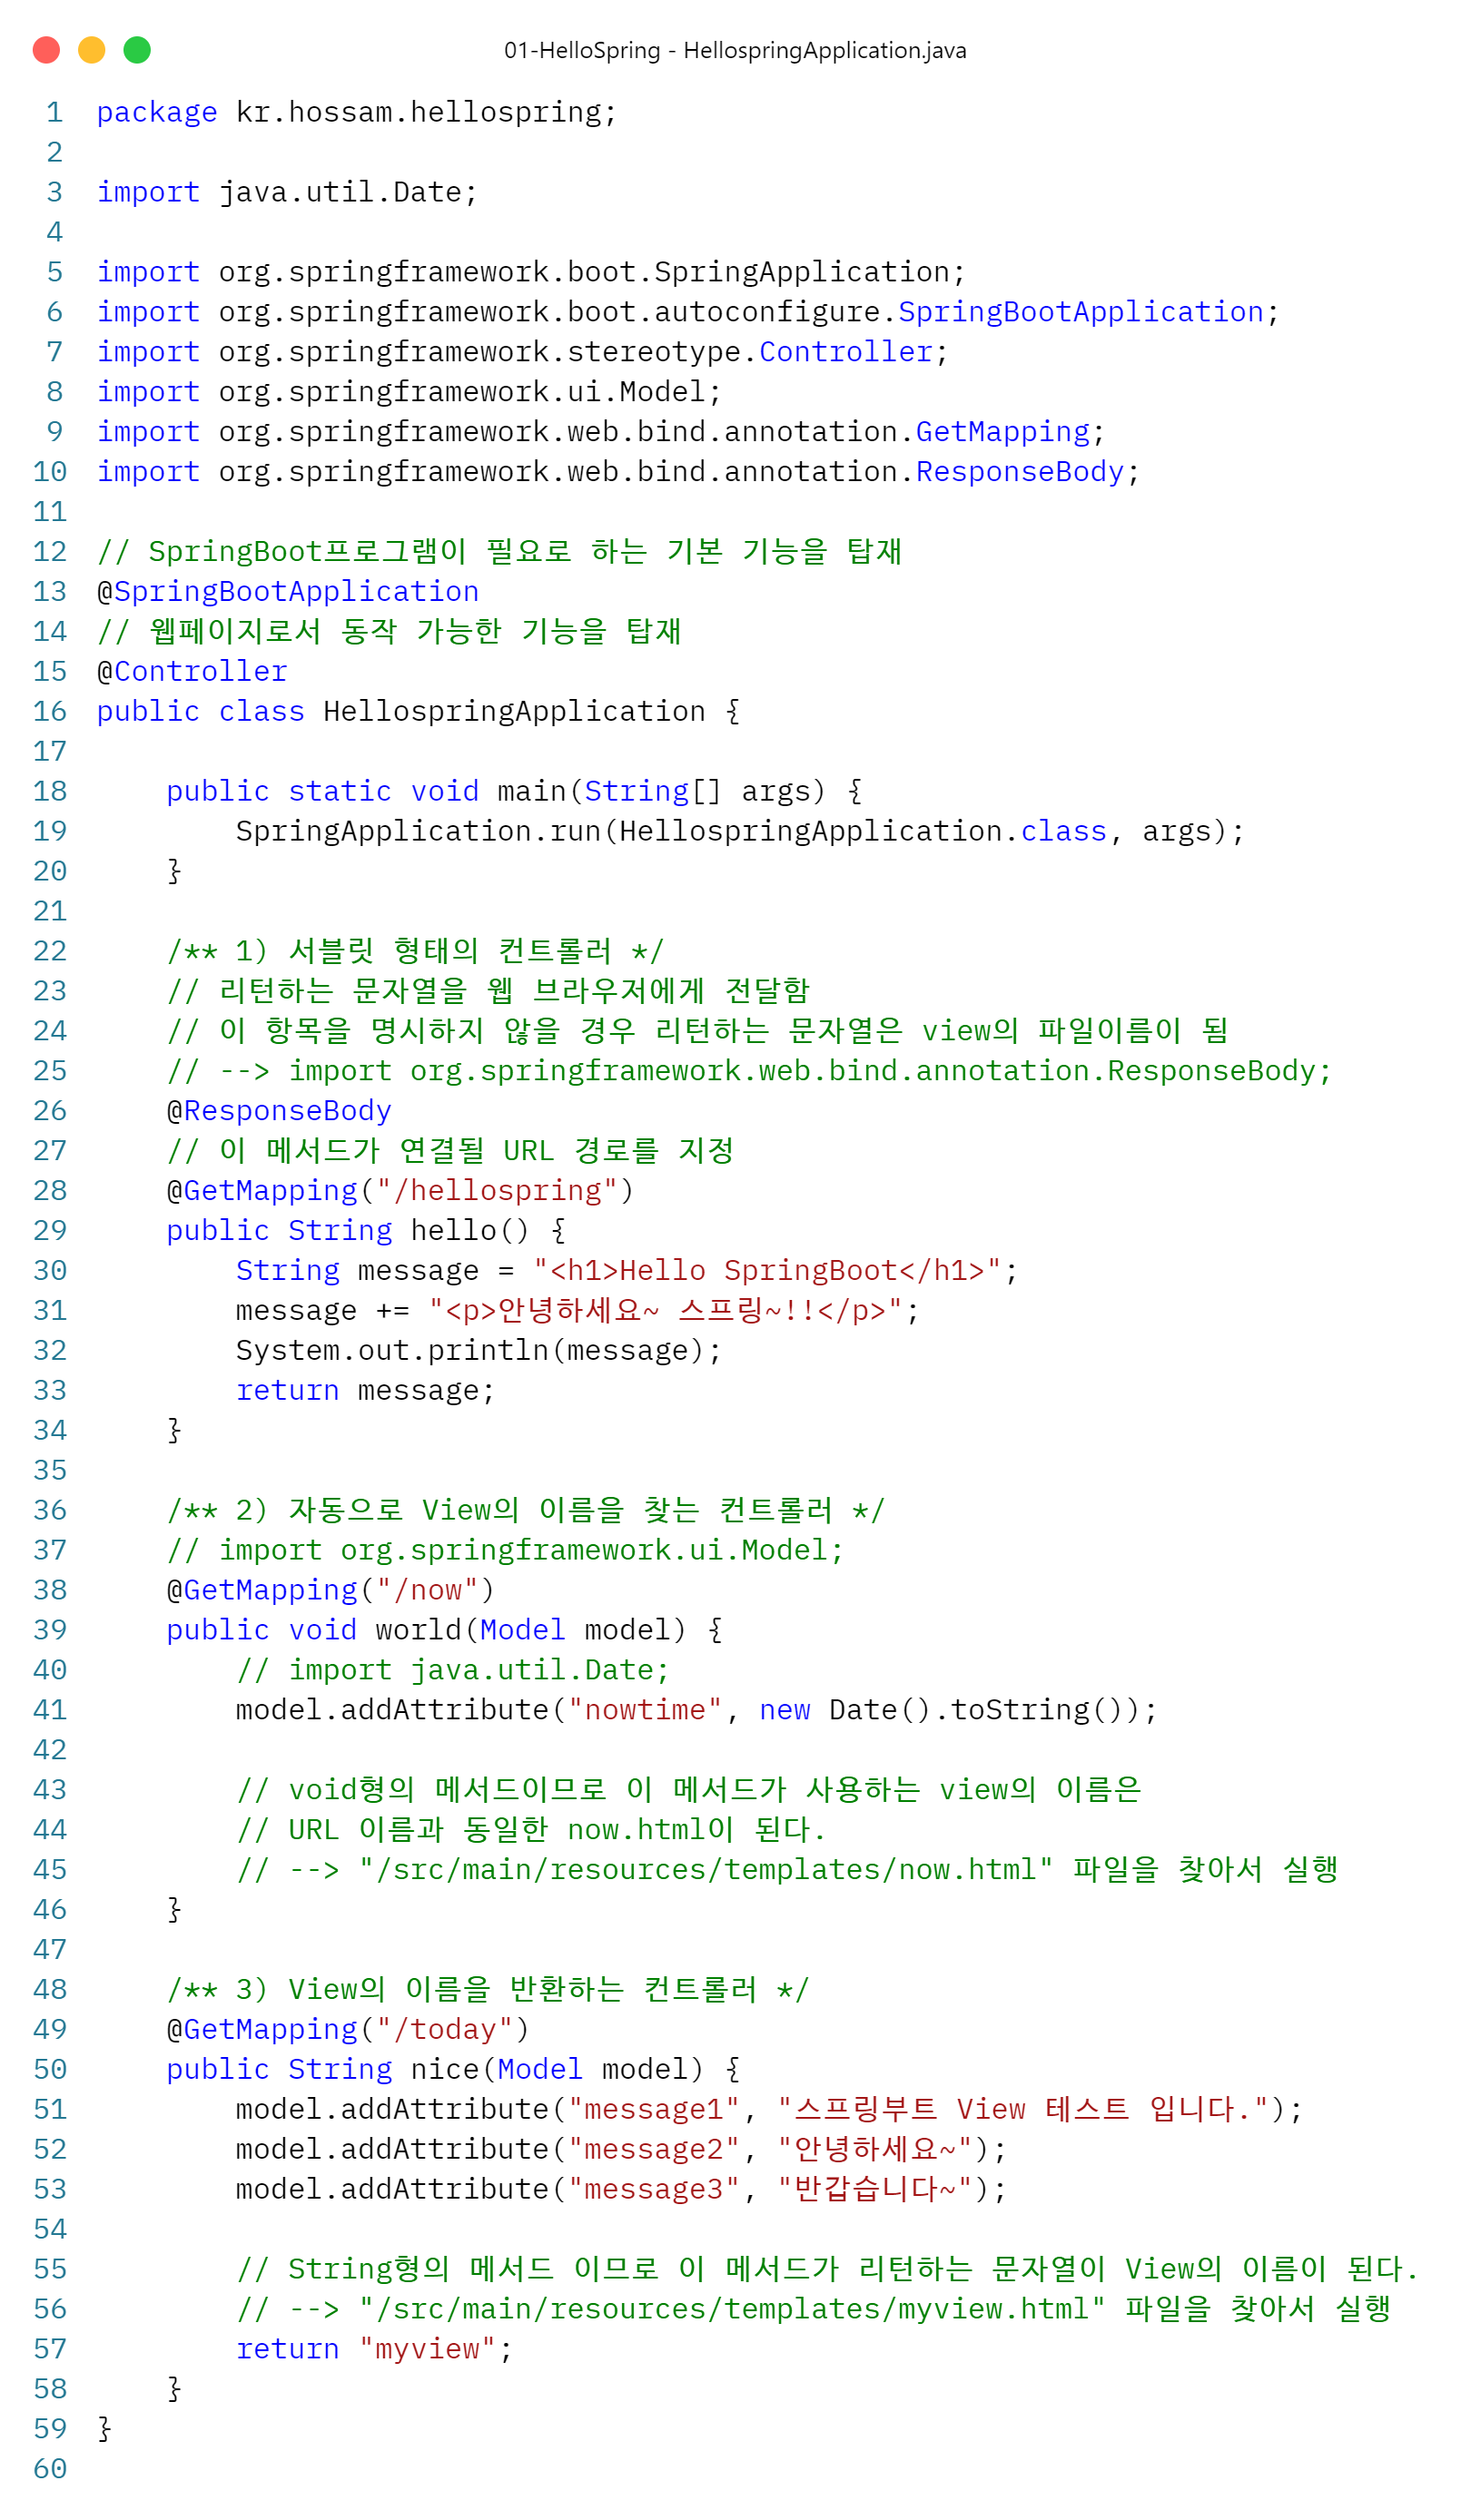 01-HelloSpring - HellospringApplication.java
1 package kr.hossam.hellospring;
2
3 import java.util.Date;
4
5 import org.springframework.boot.SpringApplication;
6 import org.springframework.boot.autoconfigure.SpringBootApplication;
7 import org.springframework.stereotype.Controller;
8 import org.springframework.ui.Model;
9 import org.springframework.web.bind.annotation.GetMapping;
10 import org.springframework.web.bind.annotation.ResponseBody;
11
12 // SpringBoot프로그램이 필요로 하는 기본 기능을 탑재
13 @SpringBootApplication
14 // 웹페이지로서 동작 가능한 기능을 탑재
15 @Controller
16 public class HellospringApplication {
17
18     public static void main(String[] args) {
19         SpringApplication.run(HellospringApplication.class, args);
20     }
21
22     /** 1) 서블릿 형태의 컨트롤러 */
23     // 리턴하는 문자열을 웹 브라우저에게 전달함
24     // 이 항목을 명시하지 않을 경우 리턴하는 문자열은 view의 파일이름이 됨
25     // --> import org.springframework.web.bind.annotation.ResponseBody;
26     @ResponseBody
27     // 이 메서드가 연결될 URL 경로를 지정
28     @GetMapping("/hellospring")
29     public String hello() {
30         String message = "<h1>Hello SpringBoot</h1>";
31         message += "<p>안녕하세요~ 스프링~!!</p>";
32         System.out.println(message);
33         return message;
34     }
35
36     /** 2) 자동으로 View의 이름을 찾는 컨트롤러 */
37     // import org.springframework.ui.Model;
38     @GetMapping("/now")
39     public void world(Model model) {
40         // import java.util.Date;
41         model.addAttribute("nowtime", new Date().toString());
42
43         // void형의 메서드이므로 이 메서드가 사용하는 view의 이름은
44         // URL 이름과 동일한 now.html이 된다.
45         // --> "/src/main/resources/templates/now.html" 파일을 찾아서 실행
46     }
47
48     /** 3) View의 이름을 반환하는 컨트롤러 */
49     @GetMapping("/today")
50     public String nice(Model model) {
51         model.addAttribute("message1", "스프링부트 View 테스트 입니다.");
52         model.addAttribute("message2", "안녕하세요~");
53         model.addAttribute("message3", "반갑습니다~");
54
55         // String형의 메서드 이므로 이 메서드가 리턴하는 문자열이 View의 이름이 된다.
56         // --> "/src/main/resources/templates/myview.html" 파일을 찾아서 실행
57         return "myview";
58     }
59 }
60